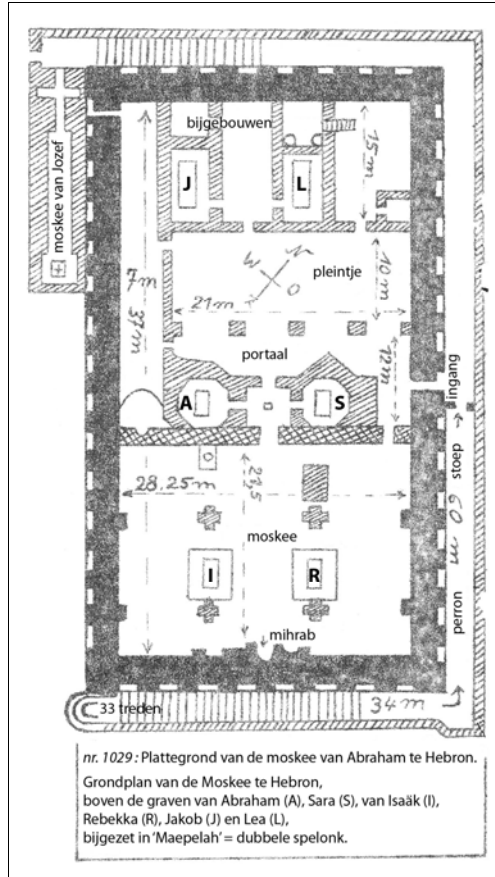 bijgebouwen
moskee van Jozef
J
L
15 m
7 m
37 m
N
W
O
pleintje
10 m
21 m
portaal
12 m
ingang
A
S
stoep
28.25 m
21,5
moskee
60 m
I
R
perron
mihrab
33 treden
34 m
nr. 1029 : Plattegrond van de moskee van Abraham te Hebron.
Grondplan van de Moskee te Hebron,
boven de graven van Abraham (A), Sara (S), van Isaäk (I),
Rebekka (R), Jakob (J) en Lea (L),
bijgezet in ‘Maepelah’ = dubbele spelonk.